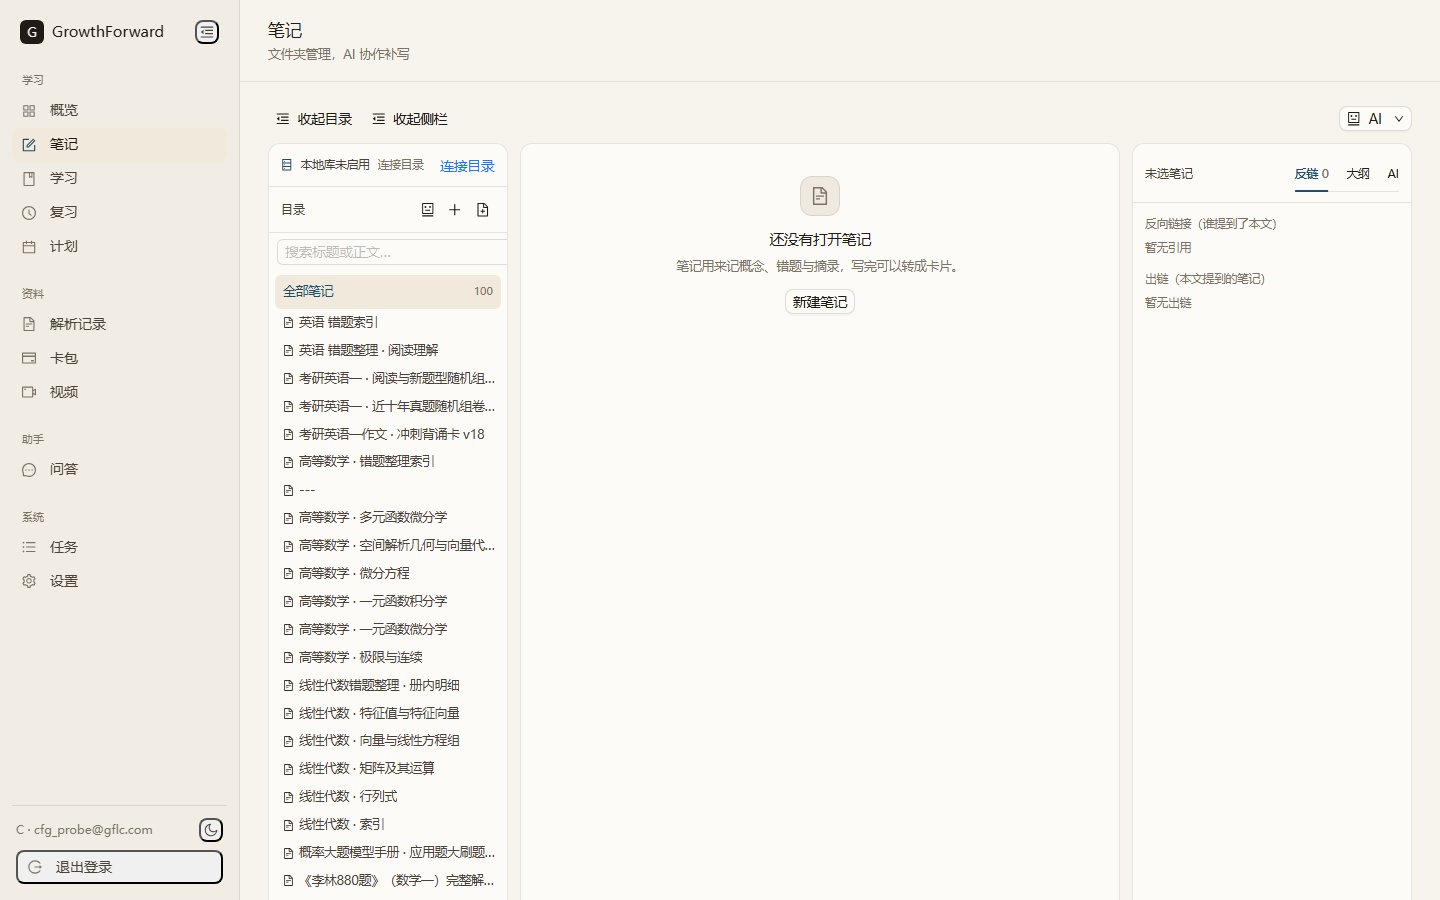 G GrowthForward
学习
概览
笔记
学习
复习
计划
资料
解析记录
卡包
视频
助手
问答
系统
任务
设置
C · cfg_probe@gflc.com
退出登录
笔记
文件夹管理，AI 协作补写
收起目录 收起侧栏
AI
本地库未启用 连接目录 连接目录
目录
搜索标题或正文...
全部笔记 100
英语 错题索引
英语 错题整理 · 阅读理解
考研英语一 · 阅读与新题型随机组...
考研英语一 · 近十年真题随机组卷...
考研英语一作文 · 冲刺背诵卡 v18
高等数学 · 错题整理索引
---
高等数学 · 多元函数微分学
高等数学 · 空间解析几何与向量代...
高等数学 · 微分方程
高等数学 · 一元函数积分学
高等数学 · 一元函数微分学
高等数学 · 极限与连续
线性代数错题整理 · 册内明细
线性代数 · 特征值与特征向量
线性代数 · 向量与线性方程组
线性代数 · 矩阵及其运算
线性代数 · 行列式
线性代数 · 索引
概率大题模型手册 · 应用题大刷题...
《李林880题》（数学一）完整解...
还没有打开笔记
笔记用来记概念、错题与摘录，写完可以转成卡片。
新建笔记
未选笔记 反链 0 大纲 AI
反向链接（谁提到了本文）
暂无引用
出链（本文提到的笔记）
暂无出链